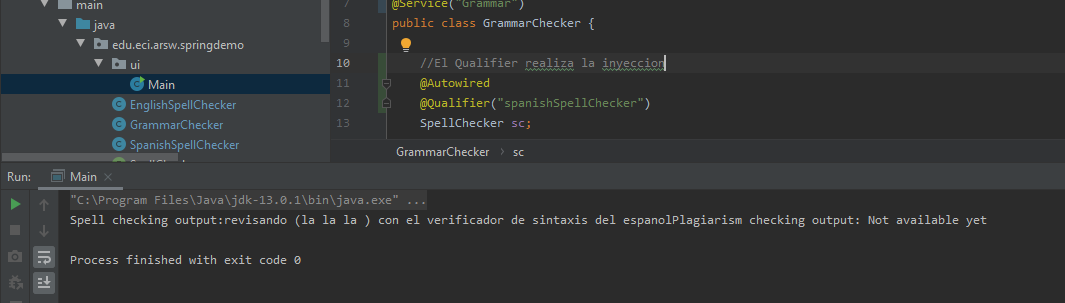 main
java
edu.eci.arsw.springdemo
ui
Main
EnglishSpellChecker
GrammarChecker
SpanishSpellChecker
7 @Service("Grammar")
8 public class GrammarChecker {
9
10 //El Qualifier realiza la inyeccion
11 @Autowired
12 @Qualifier("spanishSpellChecker")
13 SpellChecker sc;
GrammarChecker › sc
Run: Main ×
"C:\Program Files\Java\jdk-13.0.1\bin\java.exe" ...
Spell checking output:revisando (la la la ) con el verificador de sintaxis del espanolPlagiarism checking output: Not available yet
Process finished with exit code 0